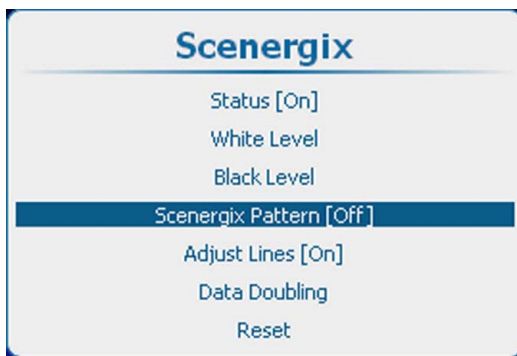 Scenergix
Status [On]
White Level
Black Level
Scenergix Pattern [Off]
Adjust Lines [On]
Data Doubling
Reset